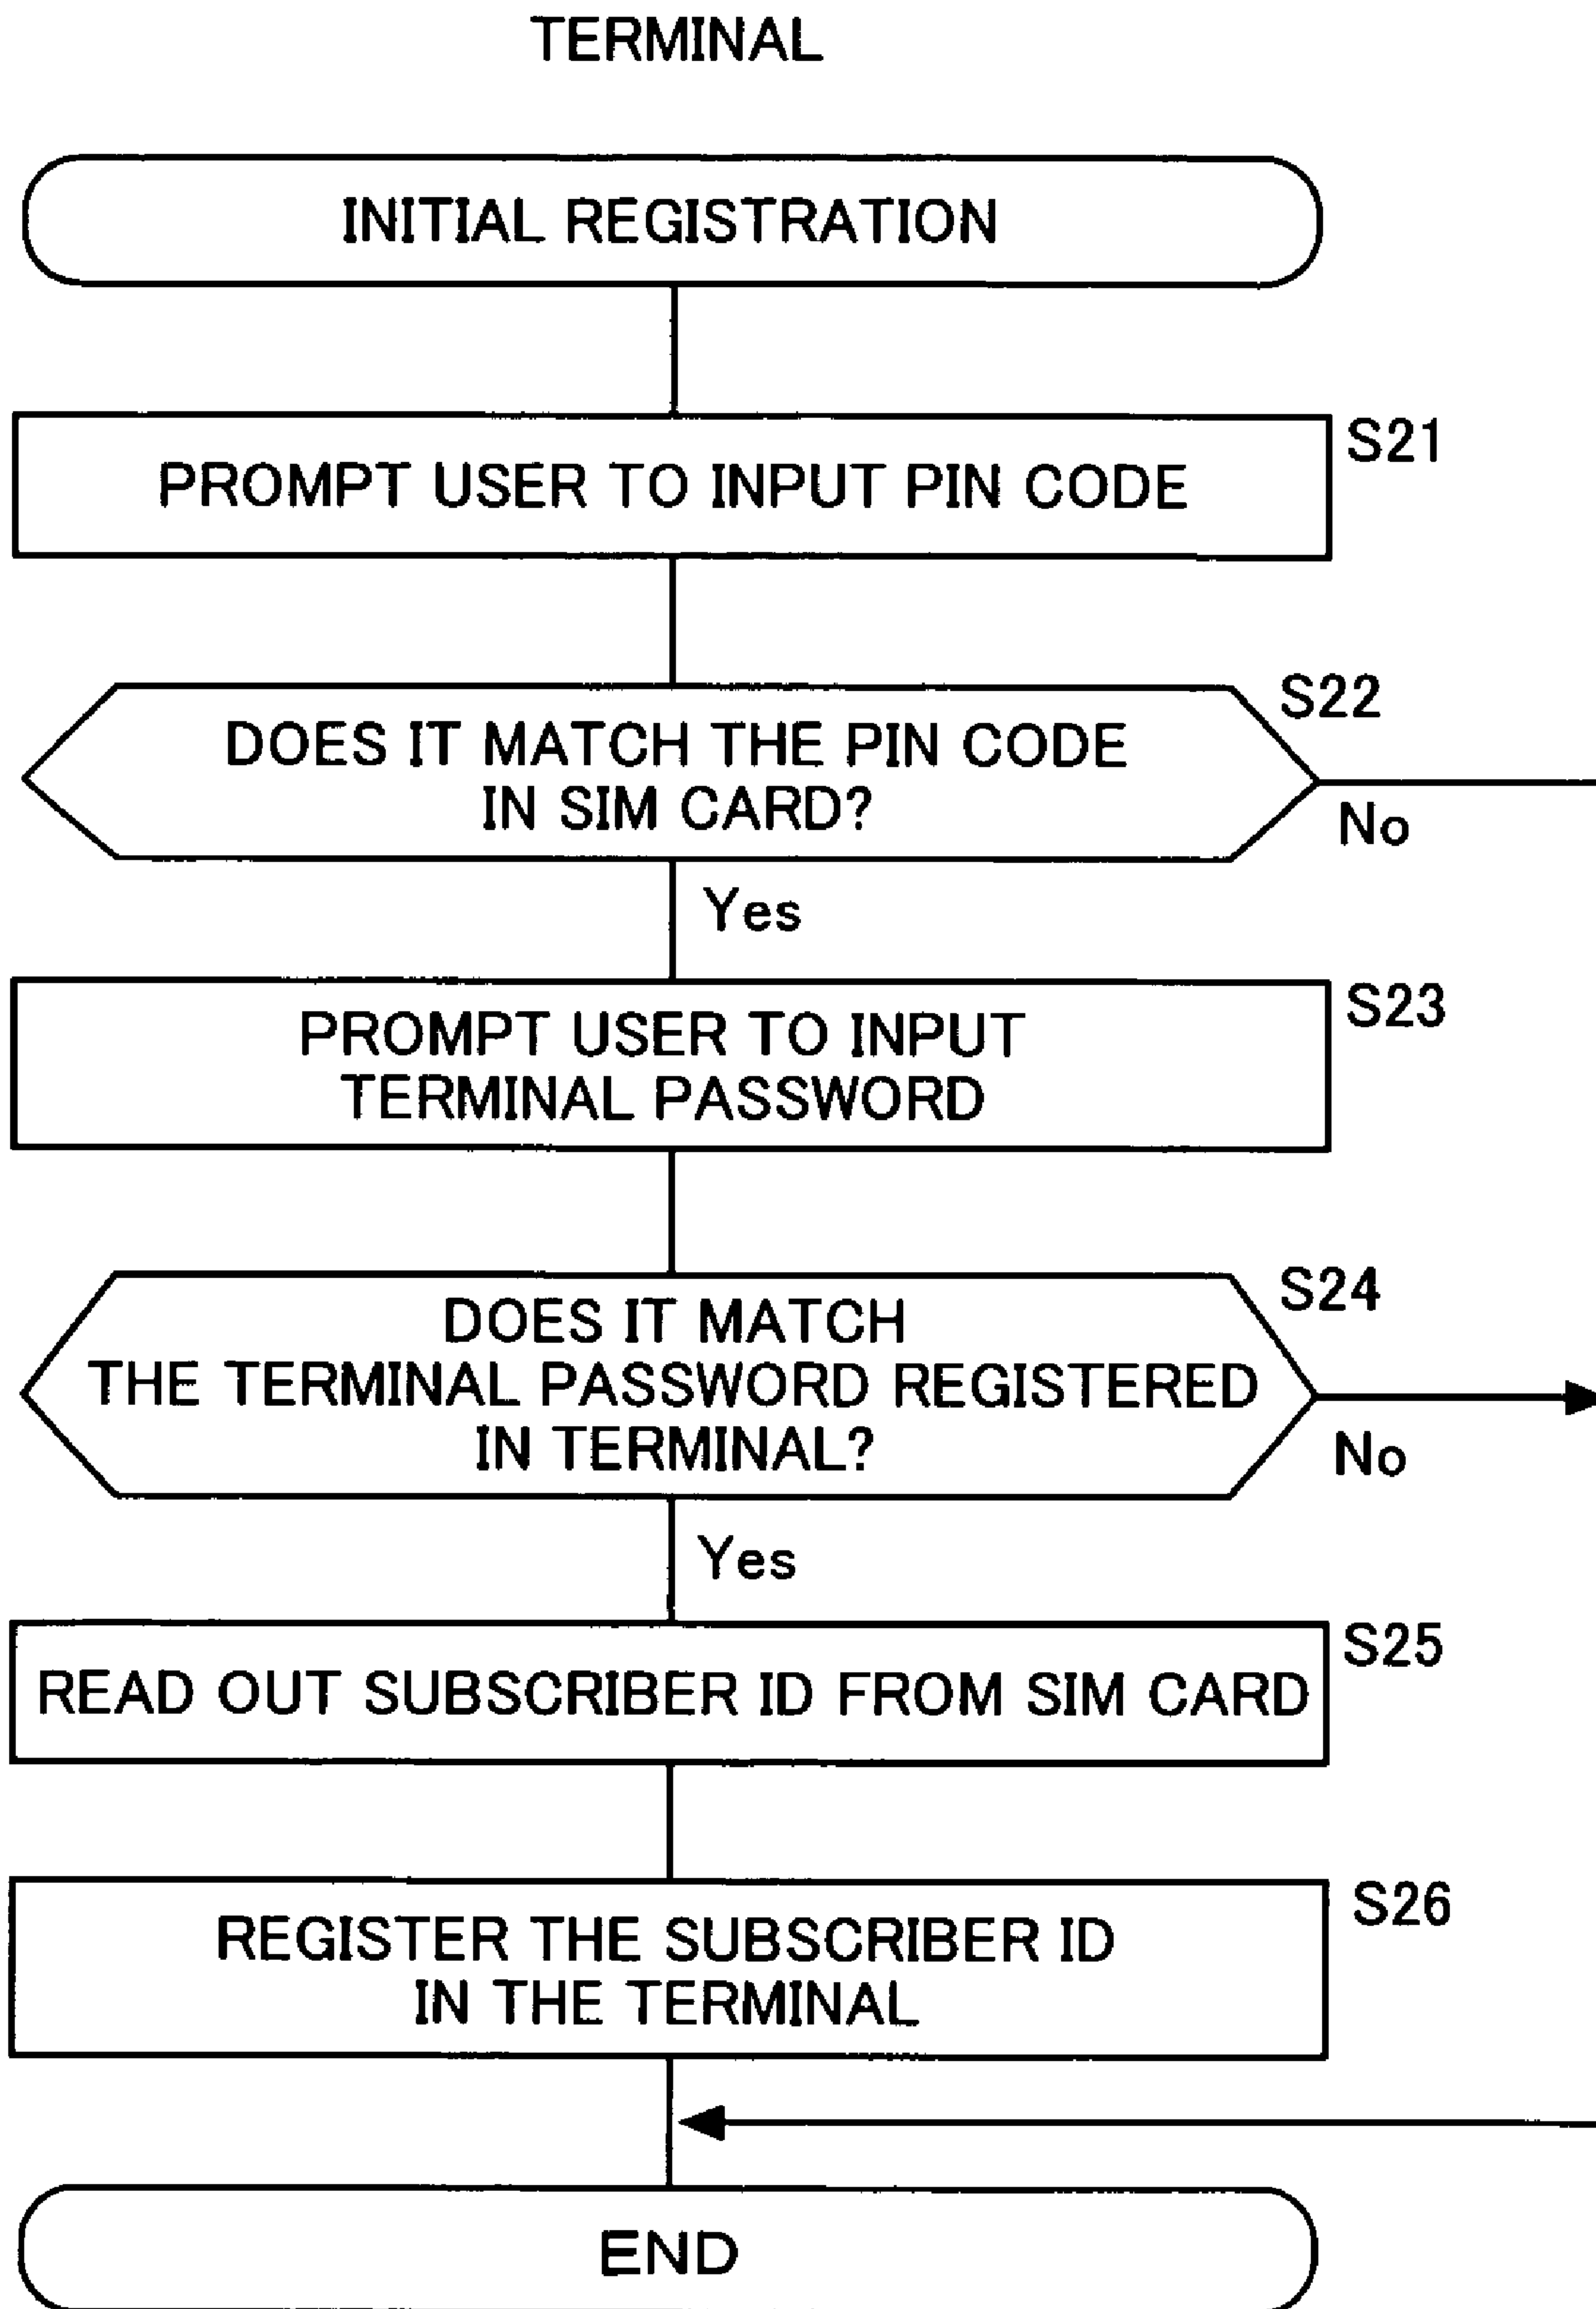 TERMINAL
INITIAL REGISTRATION
S21
PROMPT USER TO INPUT PIN CODE
S22
DOES IT MATCH THE PIN CODE
IN SIM CARD?
No
Yes
S23
PROMPT USER TO INPUT
TERMINAL PASSWORD
S24
DOES IT MATCH
THE TERMINAL PASSWORD REGISTERED
IN TERMINAL?
No
Yes
S25
READ OUT SUBSCRIBER ID FROM SIM CARD
S26
REGISTER THE SUBSCRIBER ID
IN THE TERMINAL
END